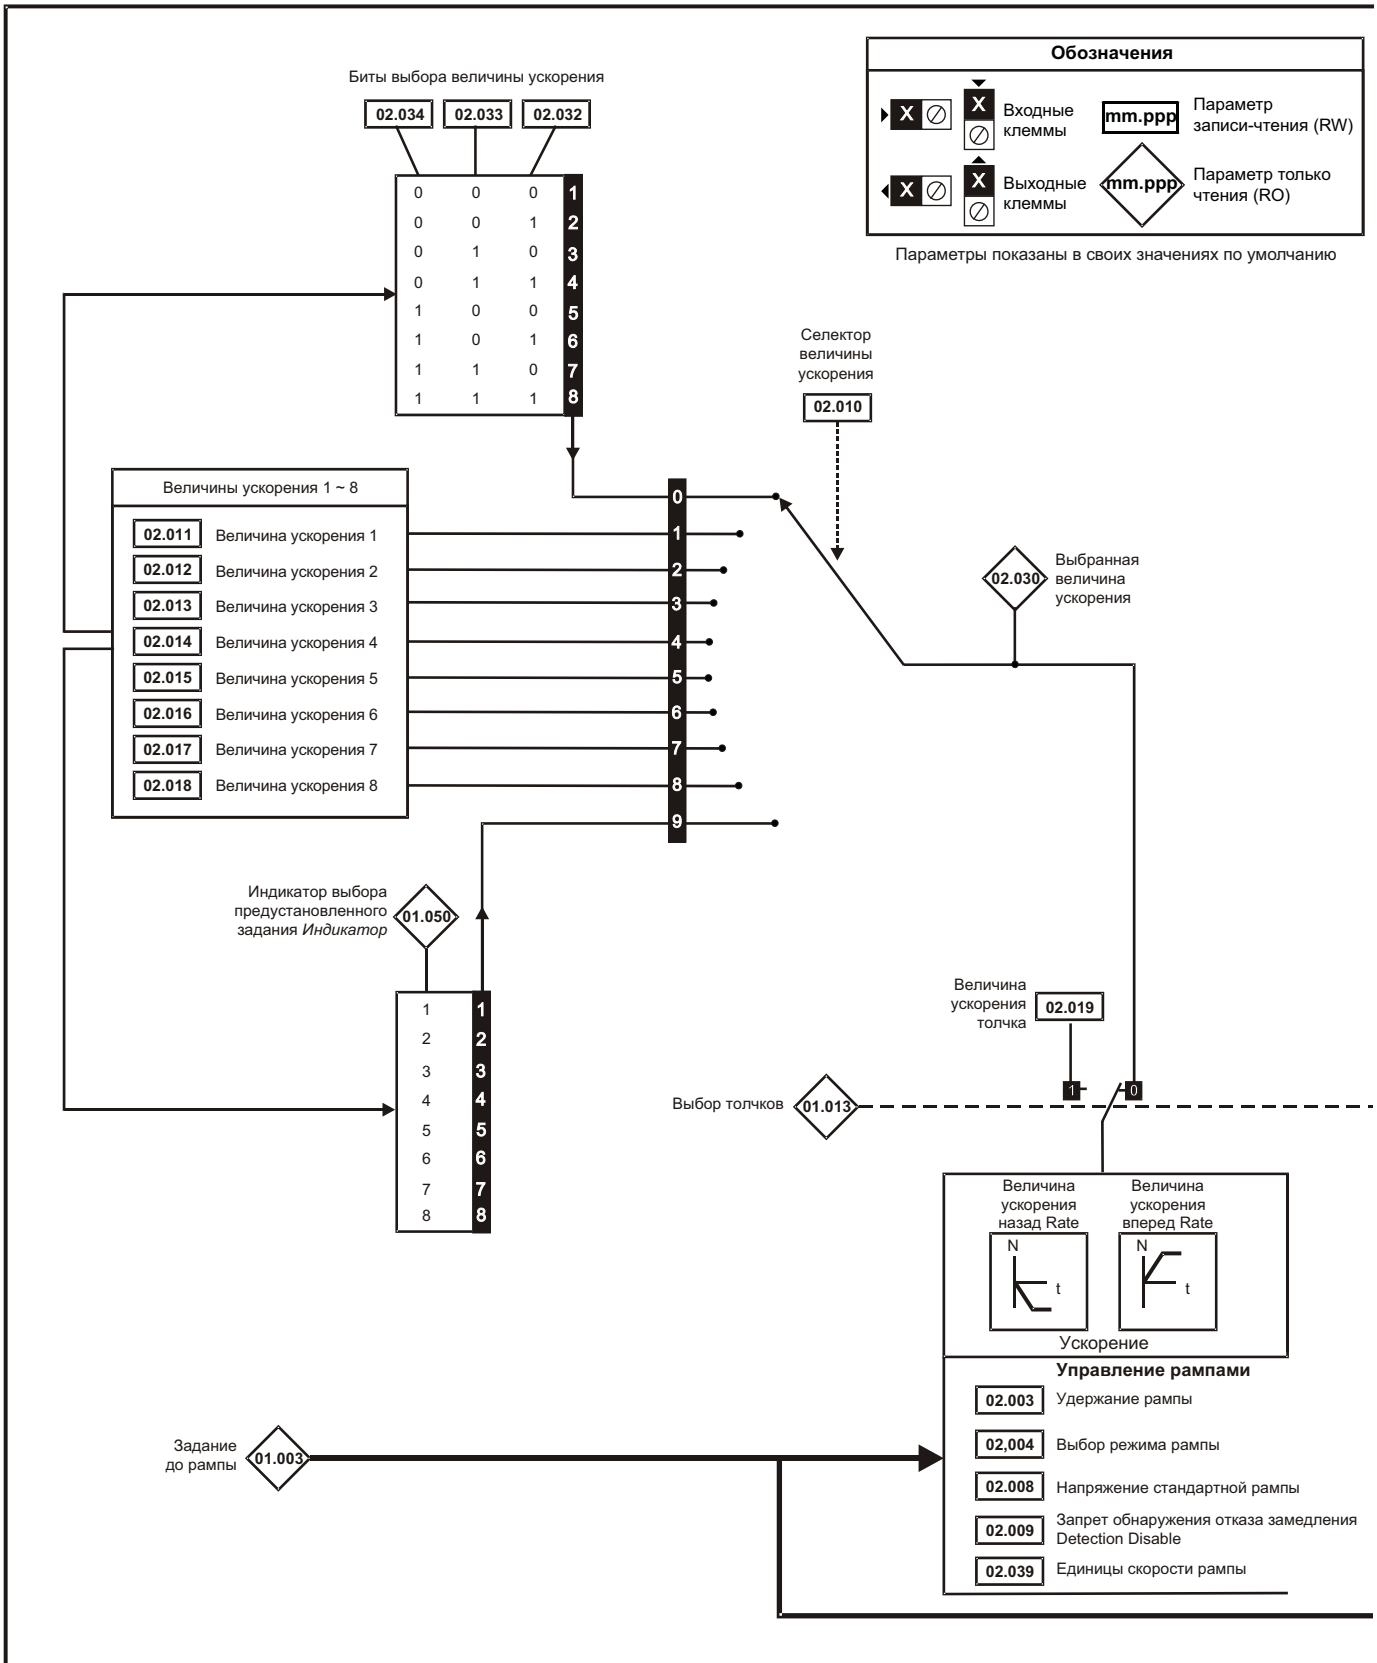 Обозначения
X
X
Входные
клеммы
mm.ppp
Параметр
записи-чтения (RW)
X
X
Выходные
клеммы
mm.ppp
Параметр только
чтения (RO)
Параметры показаны в своих значениях по умолчанию
Биты выбора величины ускорения
02.034 02.033 02.032
0 0 0 1
0 0 1 2
0 1 0 3
0 1 1 4
1 0 0 5
1 0 1 6
1 1 0 7
1 1 1 8
Селектор
величины
ускорения
02.010
Величины ускорения 1 ~ 8
02.011 Величина ускорения 1
02.012 Величина ускорения 2
02.013 Величина ускорения 3
02.014 Величина ускорения 4
02.015 Величина ускорения 5
02.016 Величина ускорения 6
02.017 Величина ускорения 7
02.018 Величина ускорения 8
0
1
2
3
4
5
6
7
8
9
02.030
Выбранная
величина
ускорения
Индикатор выбора
предустановленного
задания Индикатор
01.050
1 1
2 2
3 3
4 4
5 5
6 6
7 7
8 8
Величина
ускорения
толчка
02.019
1 0
Выбор толчков 01.013
Величина
ускорения
назад Rate
N
t
Величина
ускорения
вперед Rate
N
t
Ускорение
Управление рампами
02.003 Удержание рампы
02,004 Выбор режима рампы
02.008 Напряжение стандартной рампы
02.009 Запрет обнаружения отказа замедления
Detection Disable
02.039 Единицы скорости рампы
Задание
до рампы
01.003